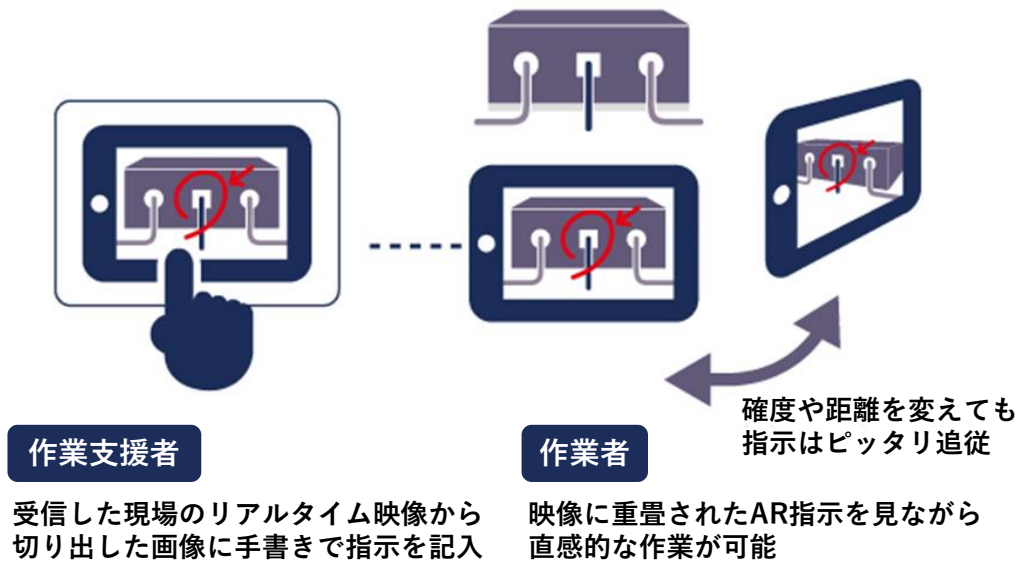 確度や距離を変えても
指示はピッタリ追従
作業支援者
受信した現場のリアルタイム映像から
切り出した画像に手書きで指示を記入
作業者
映像に重畳されたAR指示を見ながら
直感的な作業が可能